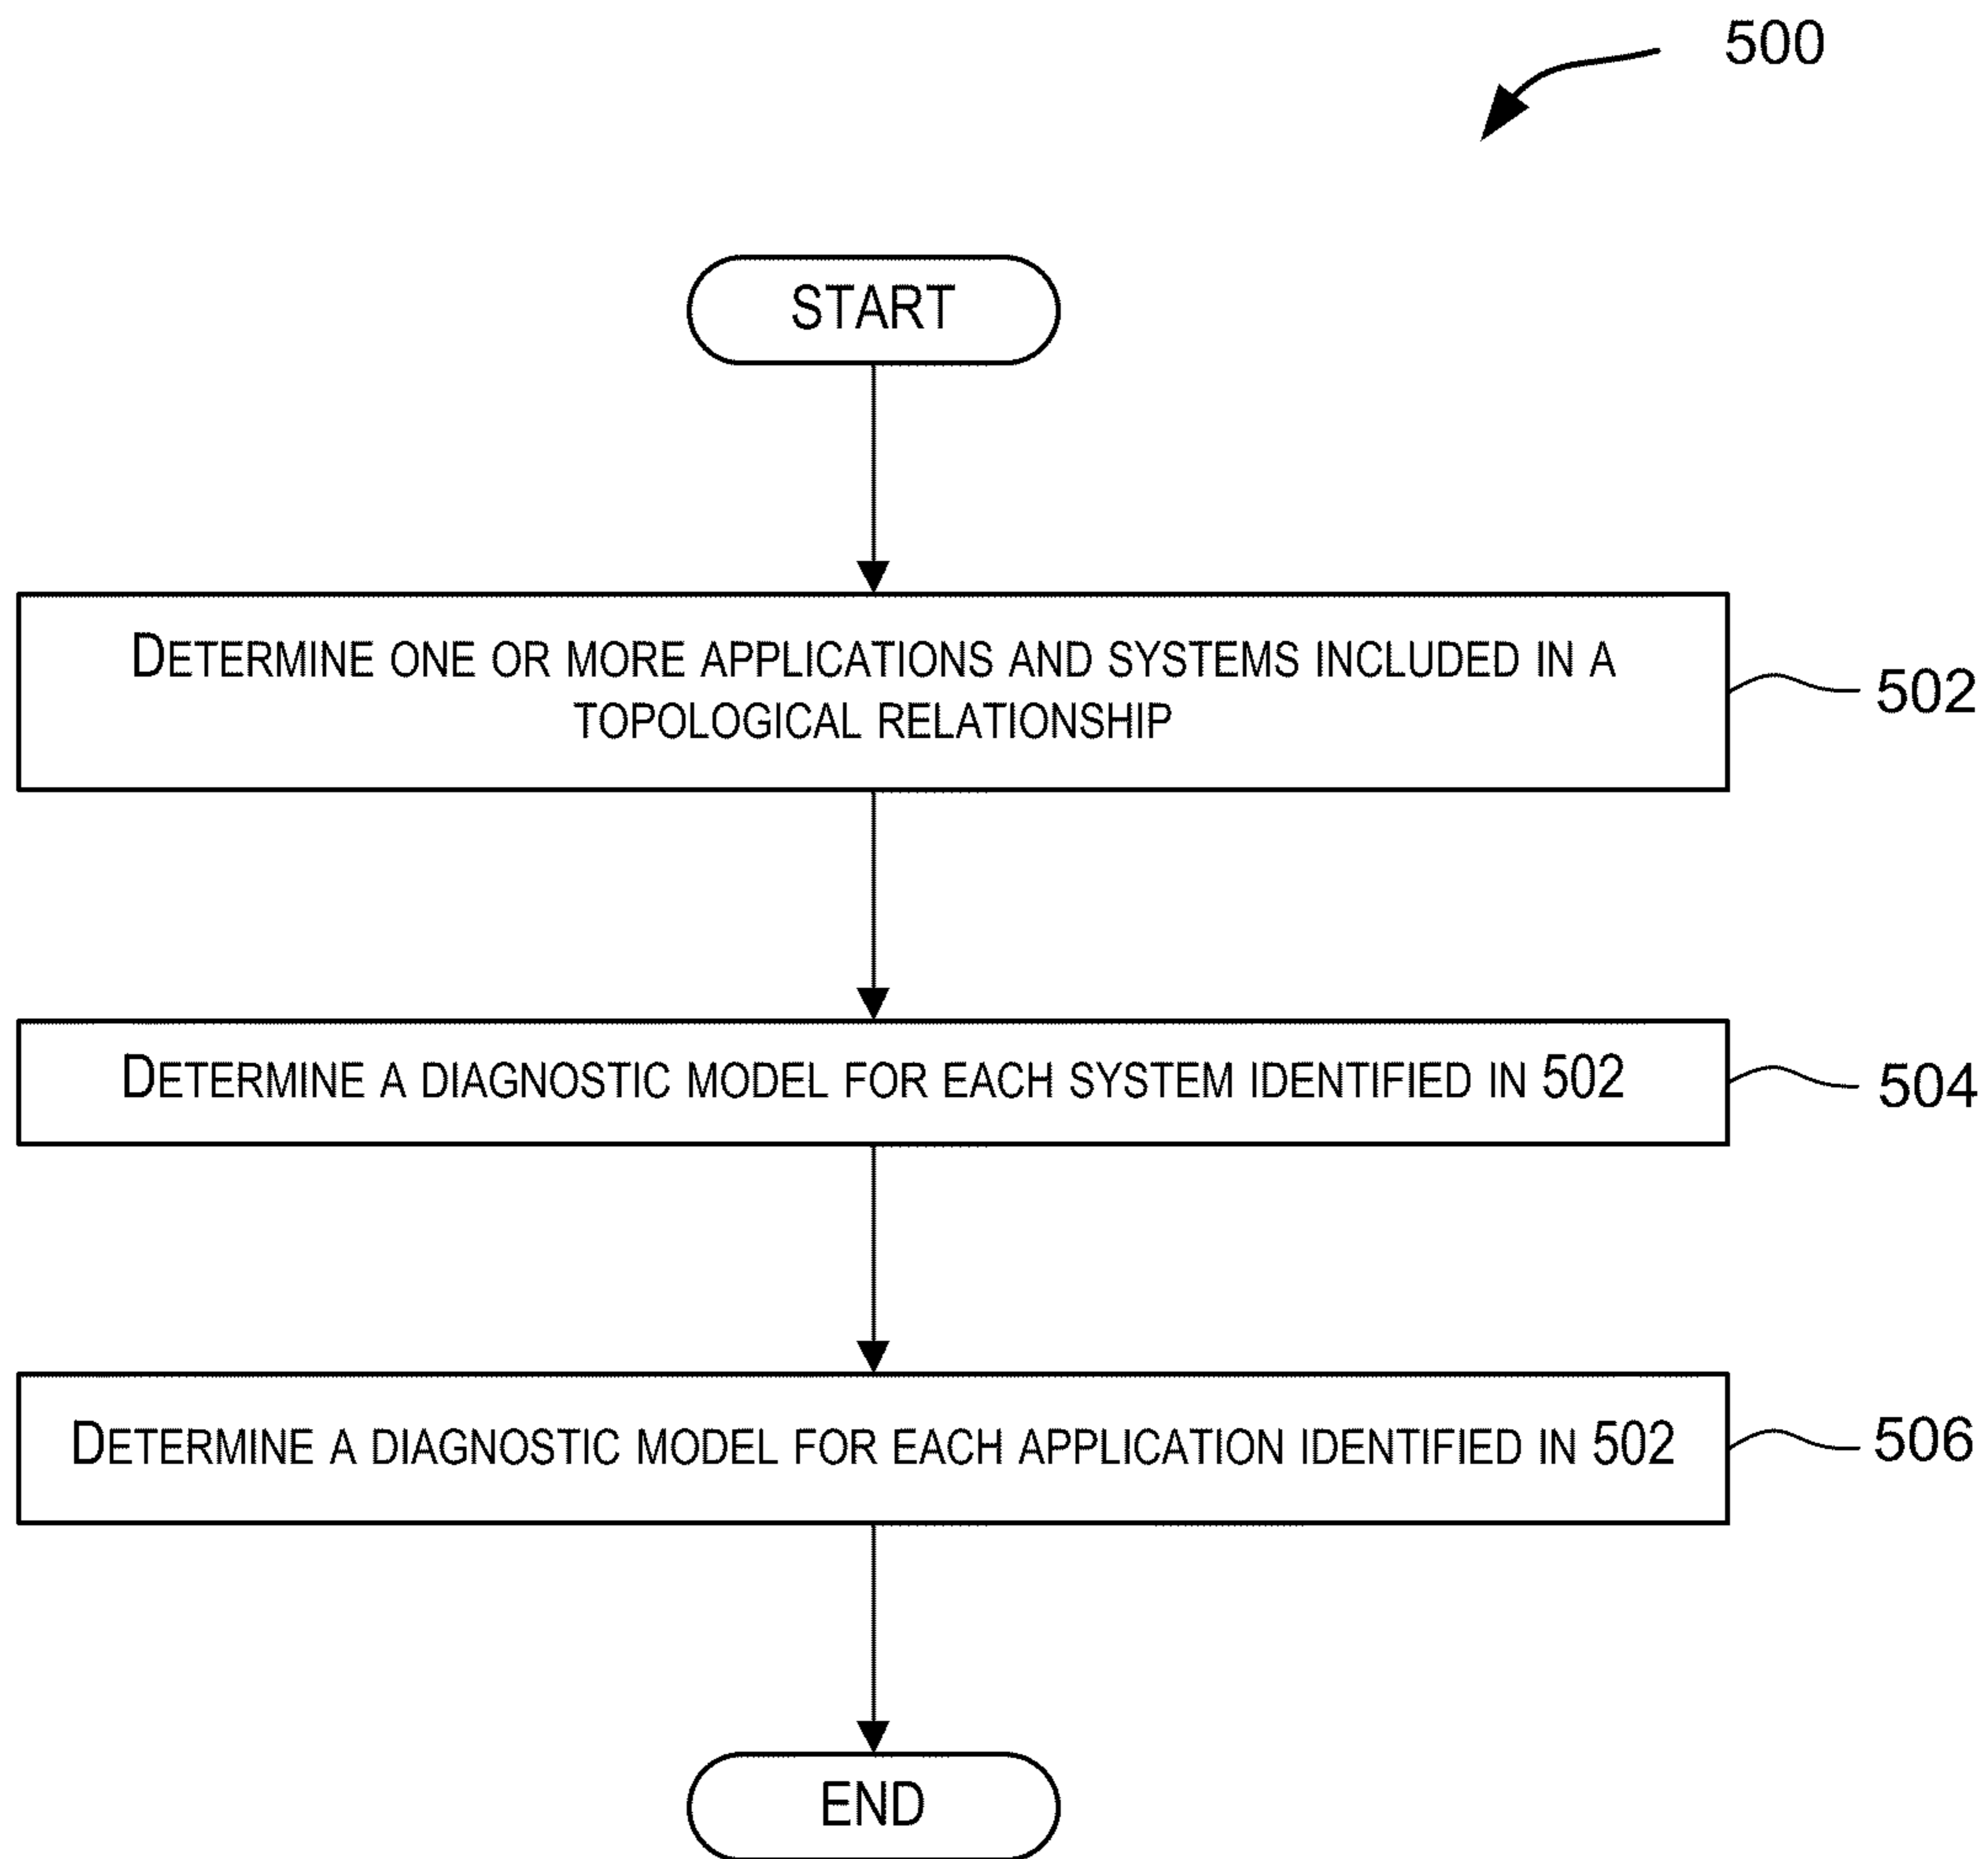 500
START
DETERMINE ONE OR MORE APPLICATIONS AND SYSTEMS INCLUDED IN A
TOPOLOGICAL RELATIONSHIP
502
DETERMINE A DIAGNOSTIC MODEL FOR EACH SYSTEM IDENTIFIED IN 502
504
DETERMINE A DIAGNOSTIC MODEL FOR EACH APPLICATION IDENTIFIED IN 502
506
END